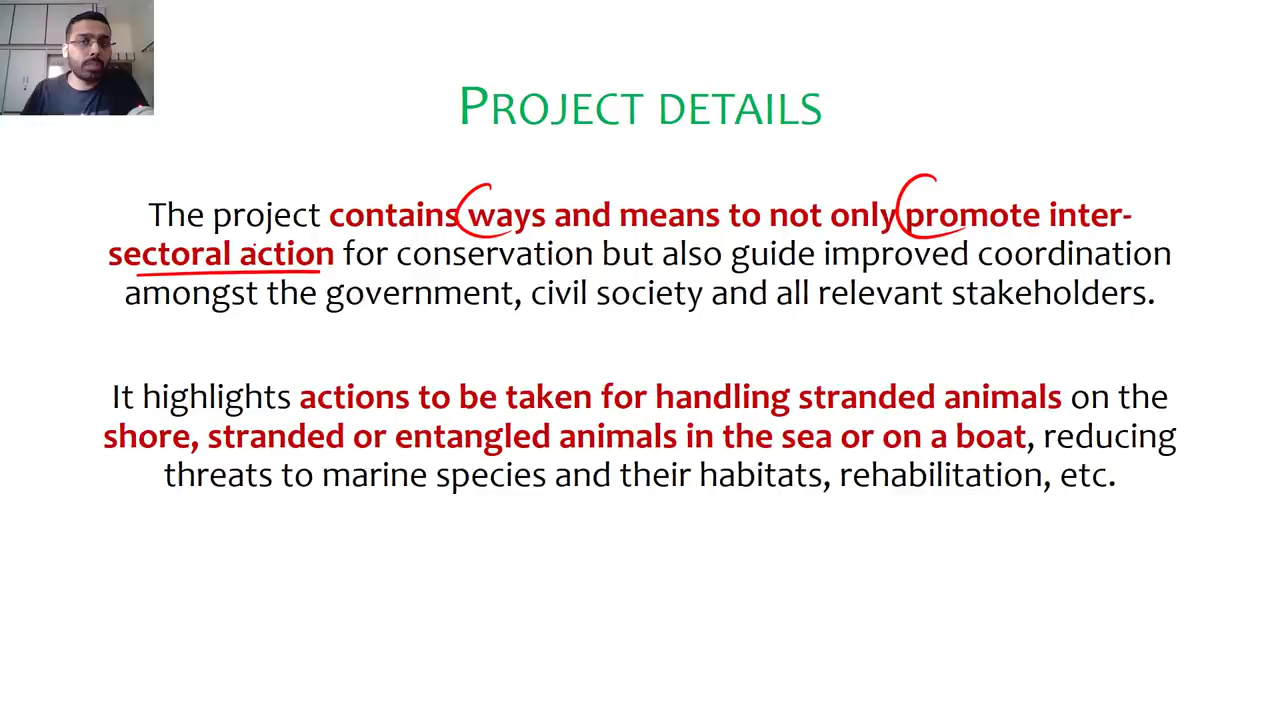 PROJECT DETAILS
The project contains ways and means to not only promote inter-
sectoral action for conservation but also guide improved coordination
amongst the government, civil society and all relevant stakeholders.
It highlights actions to be taken for handling stranded animals on the
shore, stranded or entangled animals in the sea or on a boat, reducing
threats to marine species and their habitats, rehabilitation, etc.